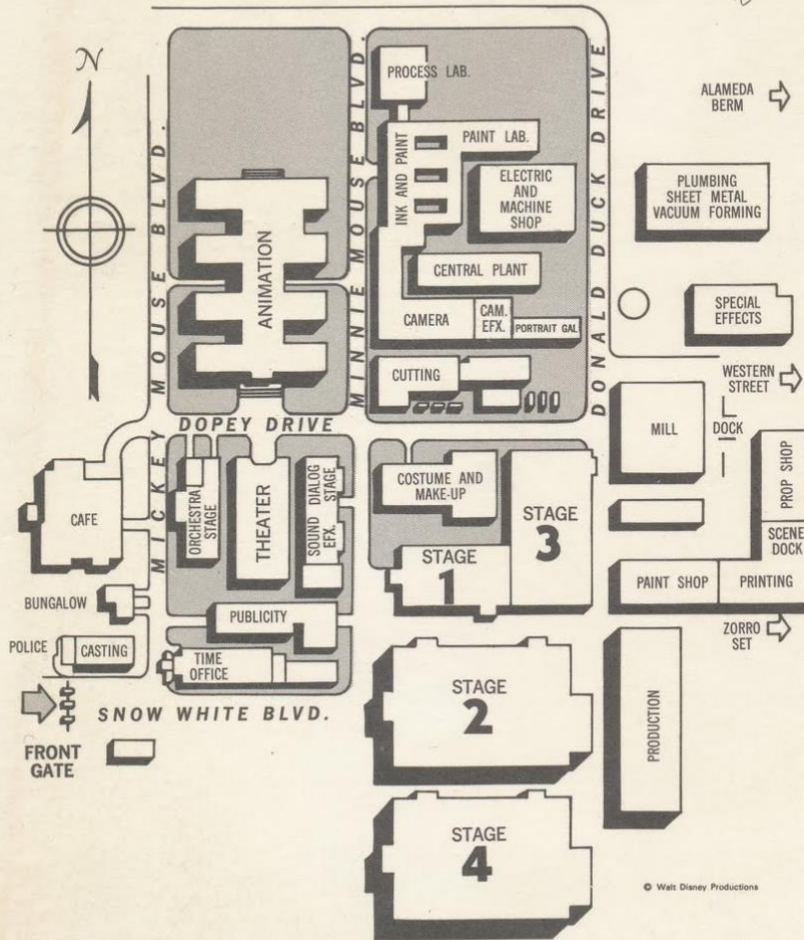 N
MICKEY MOUSE BLVD.
MINNIE MOUSE BLVD.
DONALD DUCK DRIVE
PROCESS LAB.
ALAMEDA
BERM
INK AND PAINT
PAINT LAB.
ELECTRIC
AND
MACHINE
SHOP
PLUMBING
SHEET METAL
VACUUM FORMING
ANIMATION
CENTRAL PLANT
CAMERA
CAM.
EFX.
PORTRAIT GAL
SPECIAL
EFFECTS
CUTTING
WESTERN
STREET
DOPEY DRIVE
MILL
DOCK
PROP SHOP
CAFE
ORCHESTRA
STAGE
THEATER
SOUND
EFX.
DIALOG
STAGE
COSTUME AND
MAKE-UP
STAGE
3
STAGE
1
SCENE
DOCK
PAINT SHOP
PRINTING
BUNGALOW
PUBLICITY
ZORRO
SET
POLICE
CASTING
TIME
OFFICE
STAGE
2
PRODUCTION
SNOW WHITE BLVD.
FRONT
GATE
STAGE
4
© Walt Disney Productions